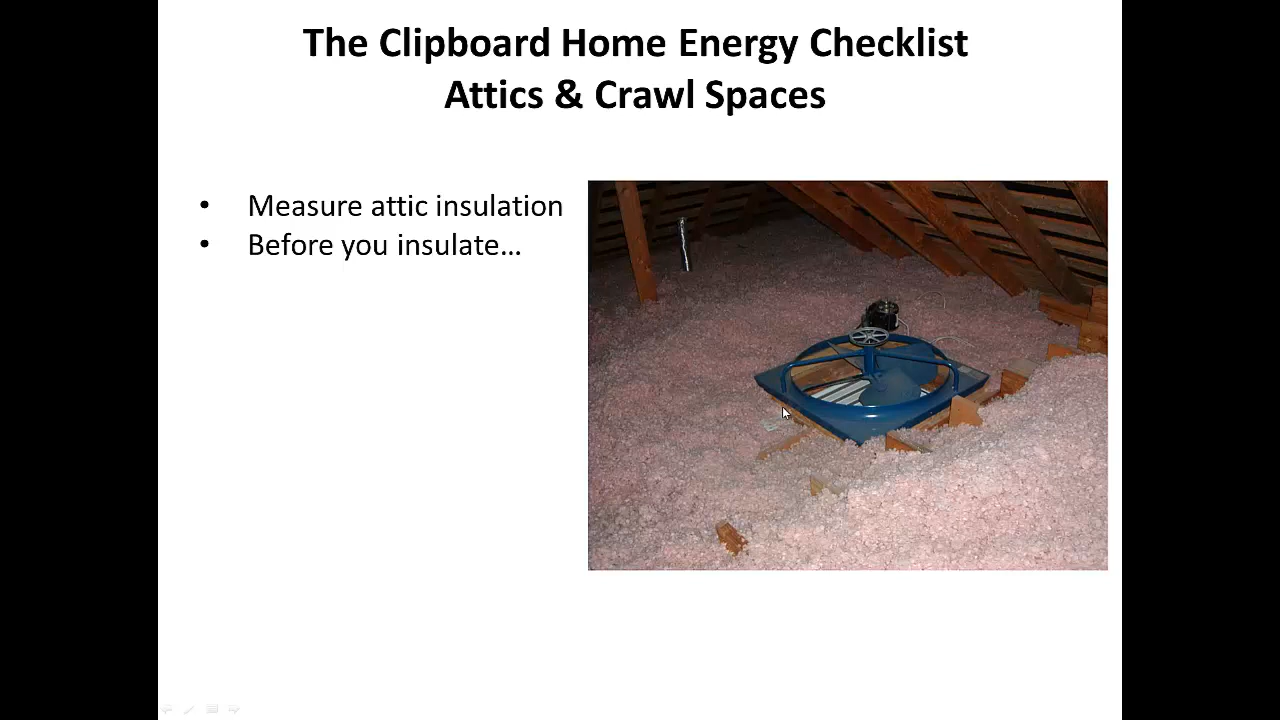 The Clipboard Home Energy Checklist
Attics & Crawl Spaces
• Measure attic insulation
• Before you insulate...